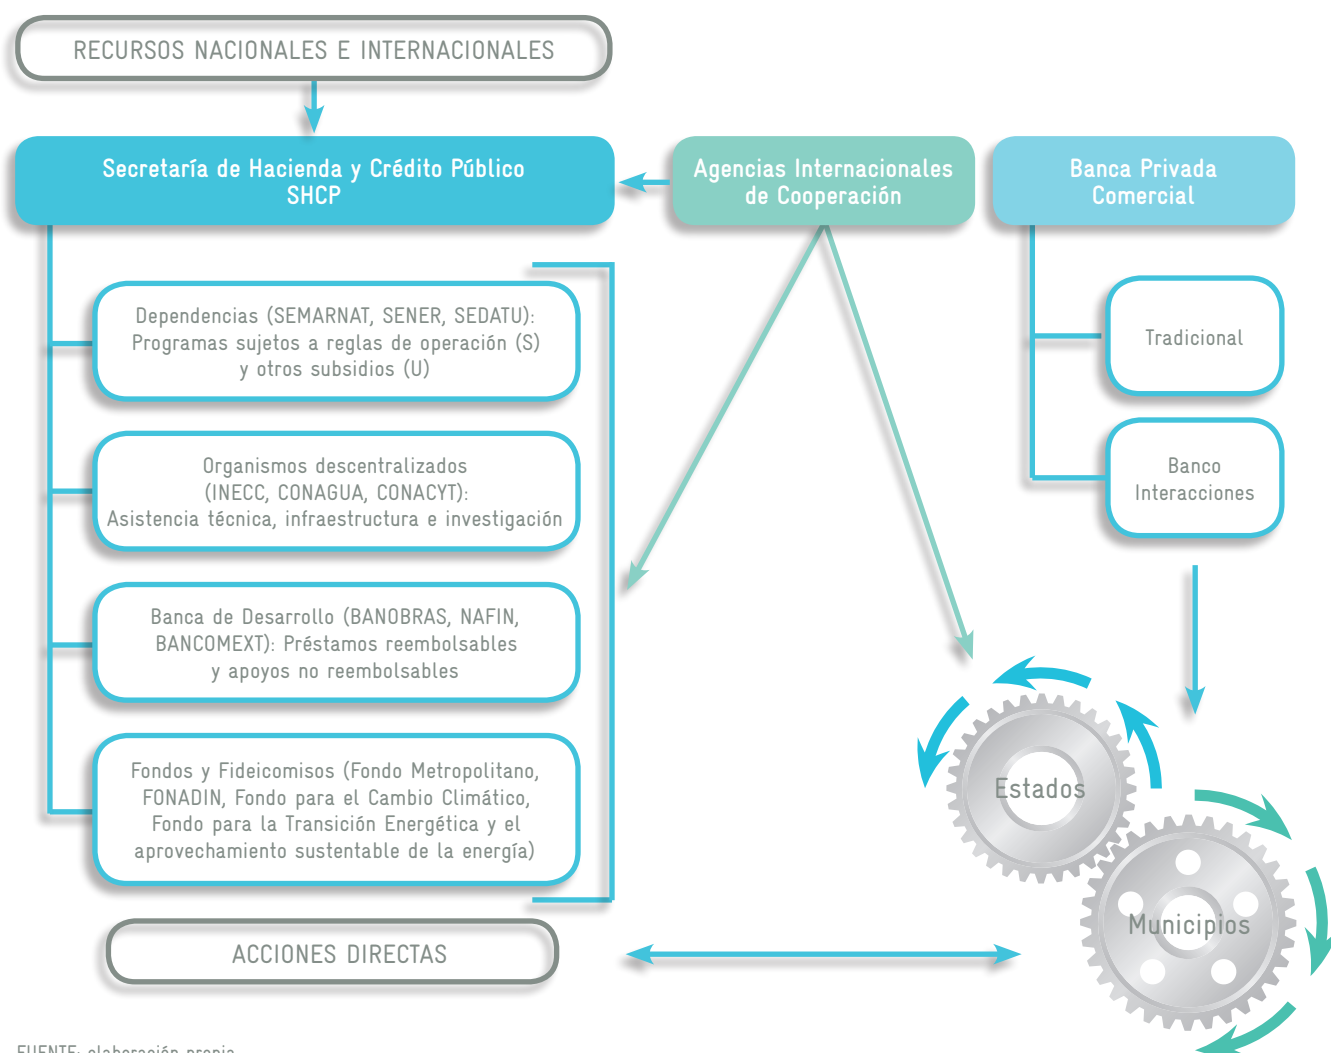 RECURSOS NACIONALES E INTERNACIONALES
Secretaría de Hacienda y Crédito Público
SHCP
Agencias Internacionales
de Cooperación
Banca Privada
Comercial
Dependencias (SEMARNAT, SENER, SEDATU):
Programas sujetos a reglas de operación (S)
y otros subsidios (U)
Tradicional
Organismos descentralizados
(INECC, CONAGUA, CONACYT):
Asistencia técnica, infraestructura e investigación
Banco
Interacciones
Banca de Desarrollo (BANOBRAS, NAFIN,
BANCOMEXT): Préstamos reembolsables
y apoyos no reembolsables
Fondos y Fideicomisos (Fondo Metropolitano,
FONADIN, Fondo para el Cambio Climático,
Fondo para la Transición Energética y el
aprovechamiento sustentable de la energía)
Estados
Municipios
ACCIONES DIRECTAS
FUENTE: elaboración propia